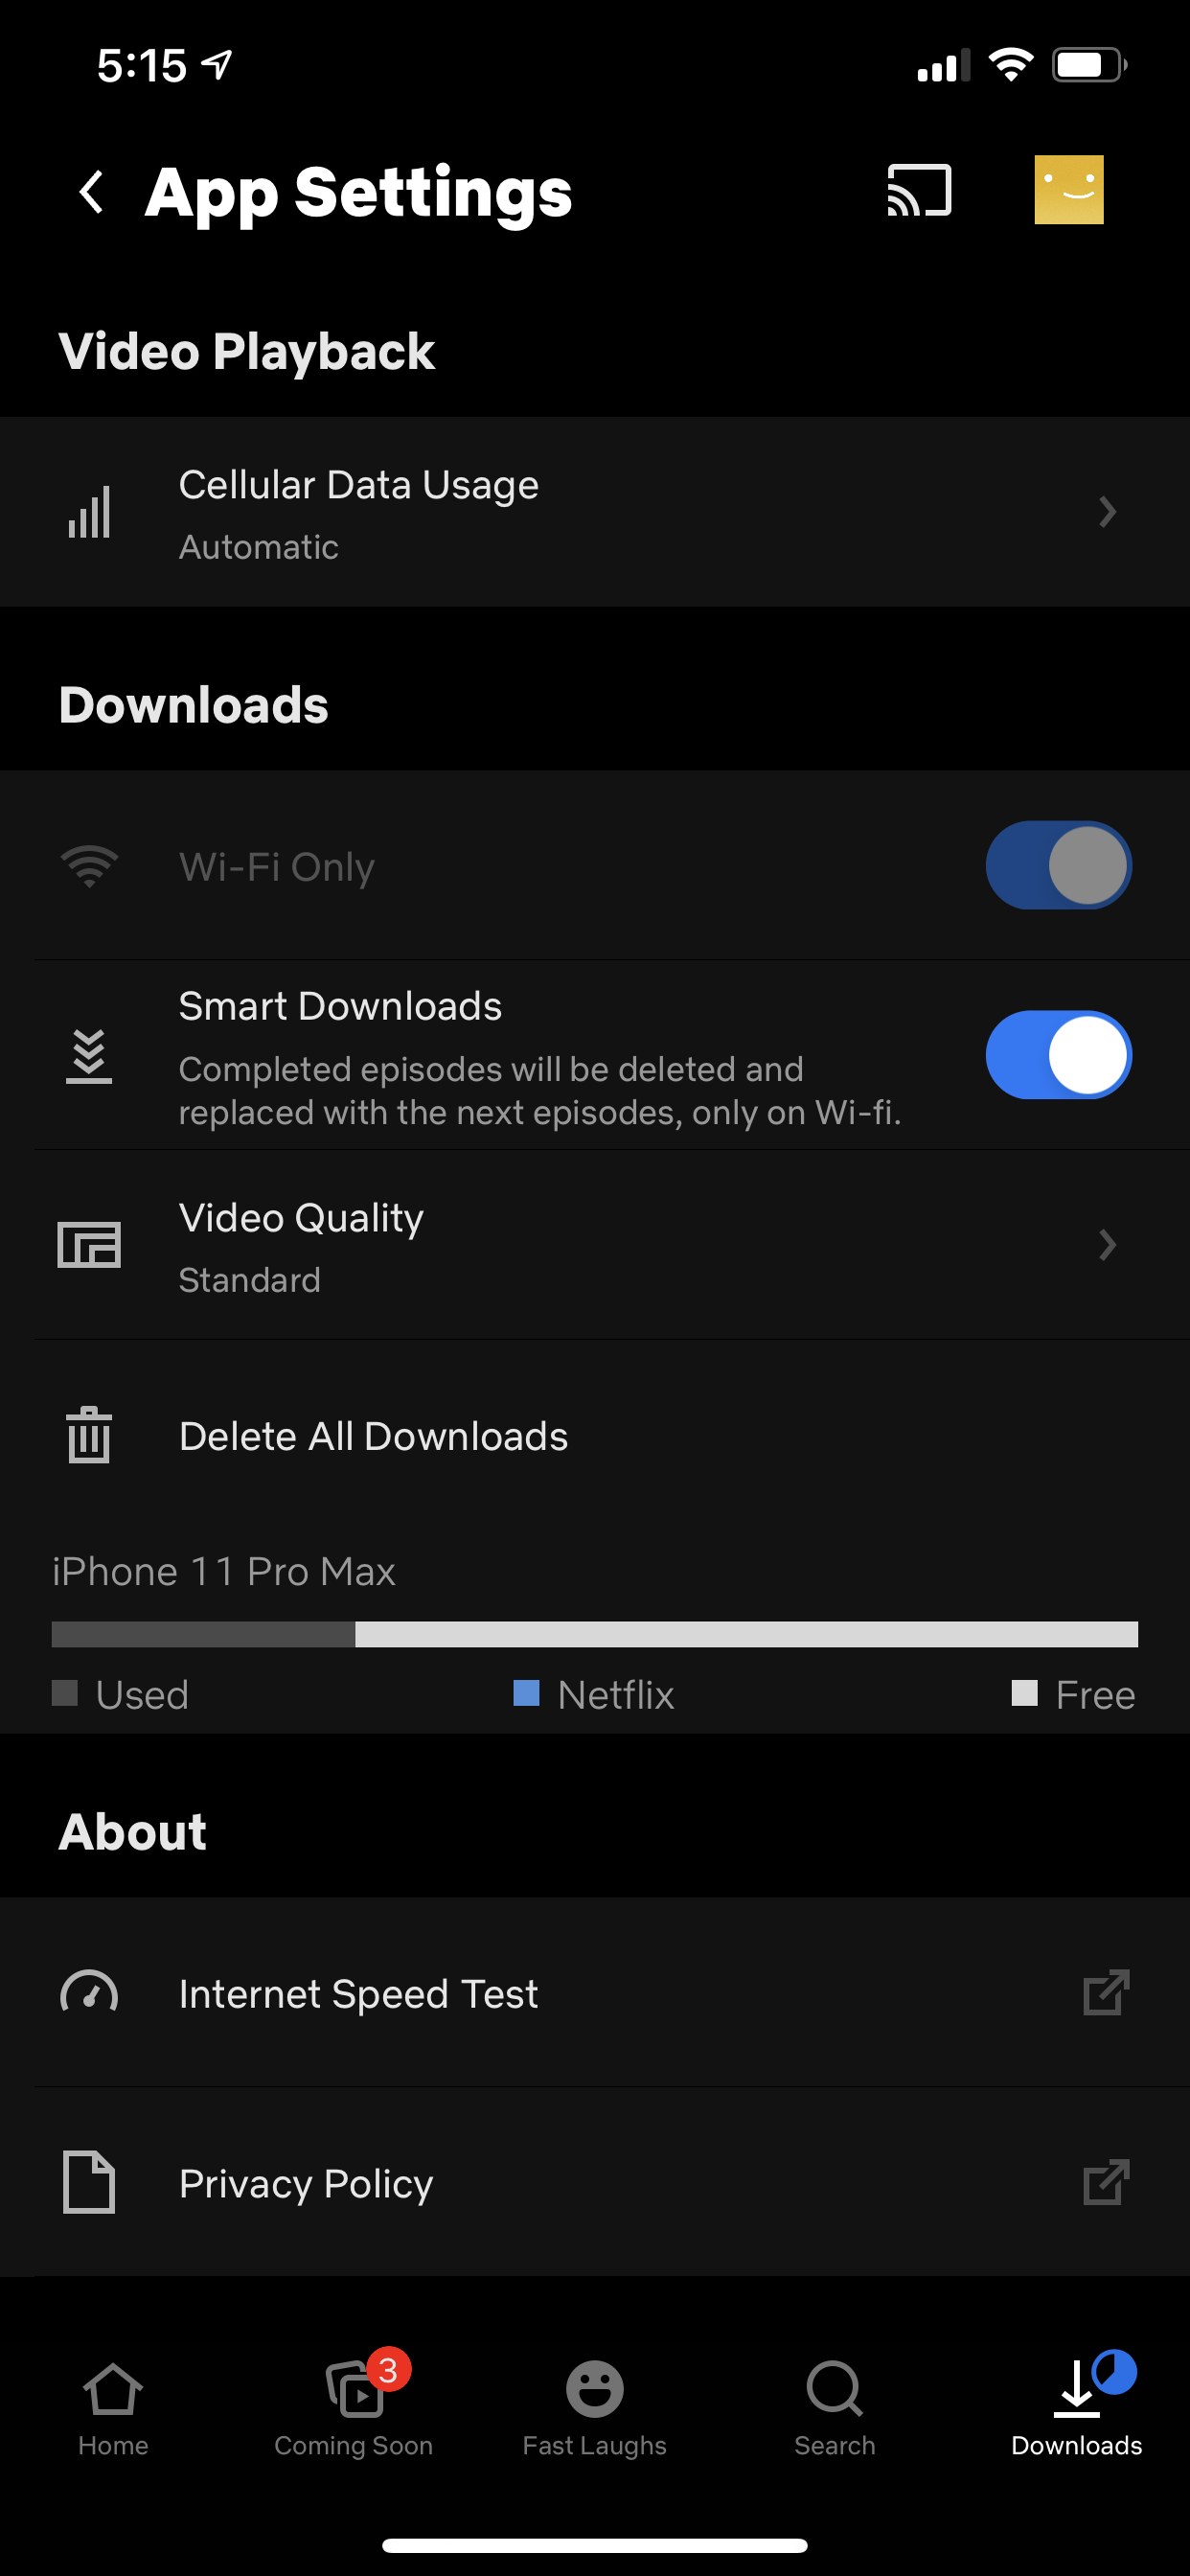 5:15
App Settings
Video Playback
Cellular Data Usage
Automatic
Downloads
Wi-Fi Only
Smart Downloads
Completed episodes will be deleted and
replaced with the next episodes, only on Wi-fi.
Video Quality
Standard
Delete All Downloads
iPhone 11 Pro Max
Used Netflix Free
About
Internet Speed Test
Privacy Policy
3
Home Coming Soon Fast Laughs Search Downloads